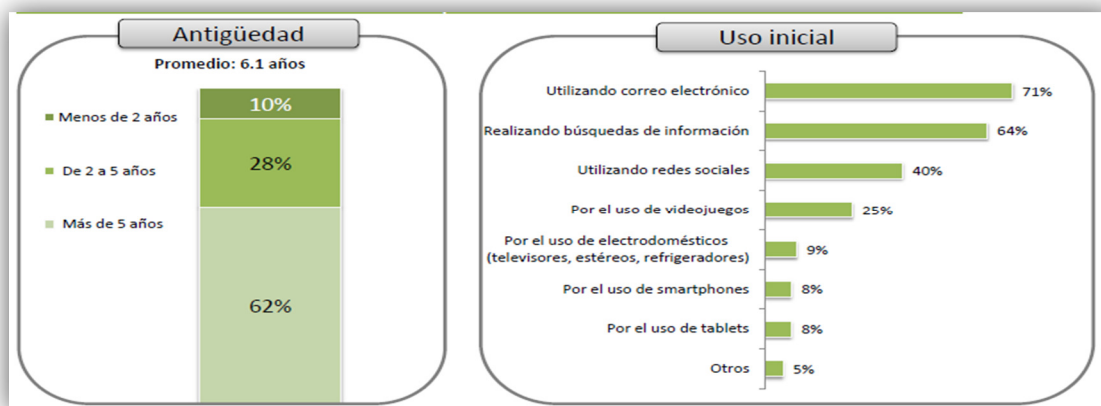 Antigüedad
Promedio: 6.1 años
Menos de 2 años
De 2 a 5 años
Más de 5 años
10%
28%
62%
Uso inicial
Utilizando correo electrónico 71%
Realizando búsquedas de información 64%
Utilizando redes sociales 40%
Por el uso de videojuegos 25%
Por el uso de electrodomésticos
(televisores, estéreos, refrigeradores) 9%
Por el uso de smartphones 8%
Por el uso de tablets 8%
Otros 5%